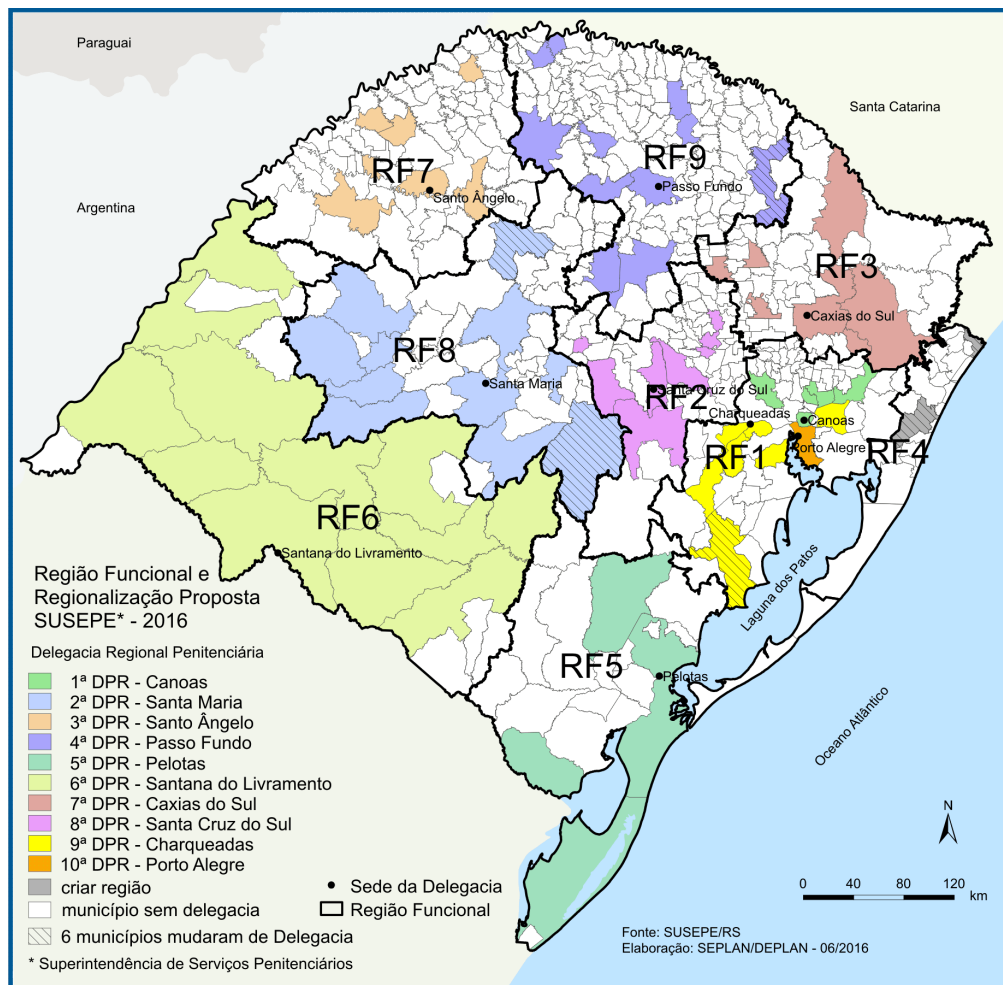 Paraguai
Santa Catarina
Argentina
RF7
Santo Ângelo
RF9
Passo Fundo
RF3
Caxias do Sul
RF8
Santa Maria
Santa Cruz do Sul
RF2
Charqueadas
Canoas
Porto Alegre
RF1
RF4
RF6
Santana do Livramento
Laguna dos Patos
RF5
Pelotas
Oceano Atlântico
Região Funcional e
Regionalização Proposta
SUSEPE* - 2016
Delegacia Regional Penitenciária
1ª DPR - Canoas
2ª DPR - Santa Maria
3ª DPR - Santo Ângelo
4ª DPR - Passo Fundo
5ª DPR - Pelotas
6ª DPR - Santana do Livramento
7ª DPR - Caxias do Sul
8ª DPR - Santa Cruz do Sul
9ª DPR - Charqueadas
10ª DPR - Porto Alegre
criar região
município sem delegacia
6 municípios mudaram de Delegacia
* Superintendência de Serviços Penitenciários
Sede da Delegacia
Região Funcional
N
0 40 80 120
km
Fonte: SUSEPE/RS
Elaboração: SEPLAN/DEPLAN - 06/2016